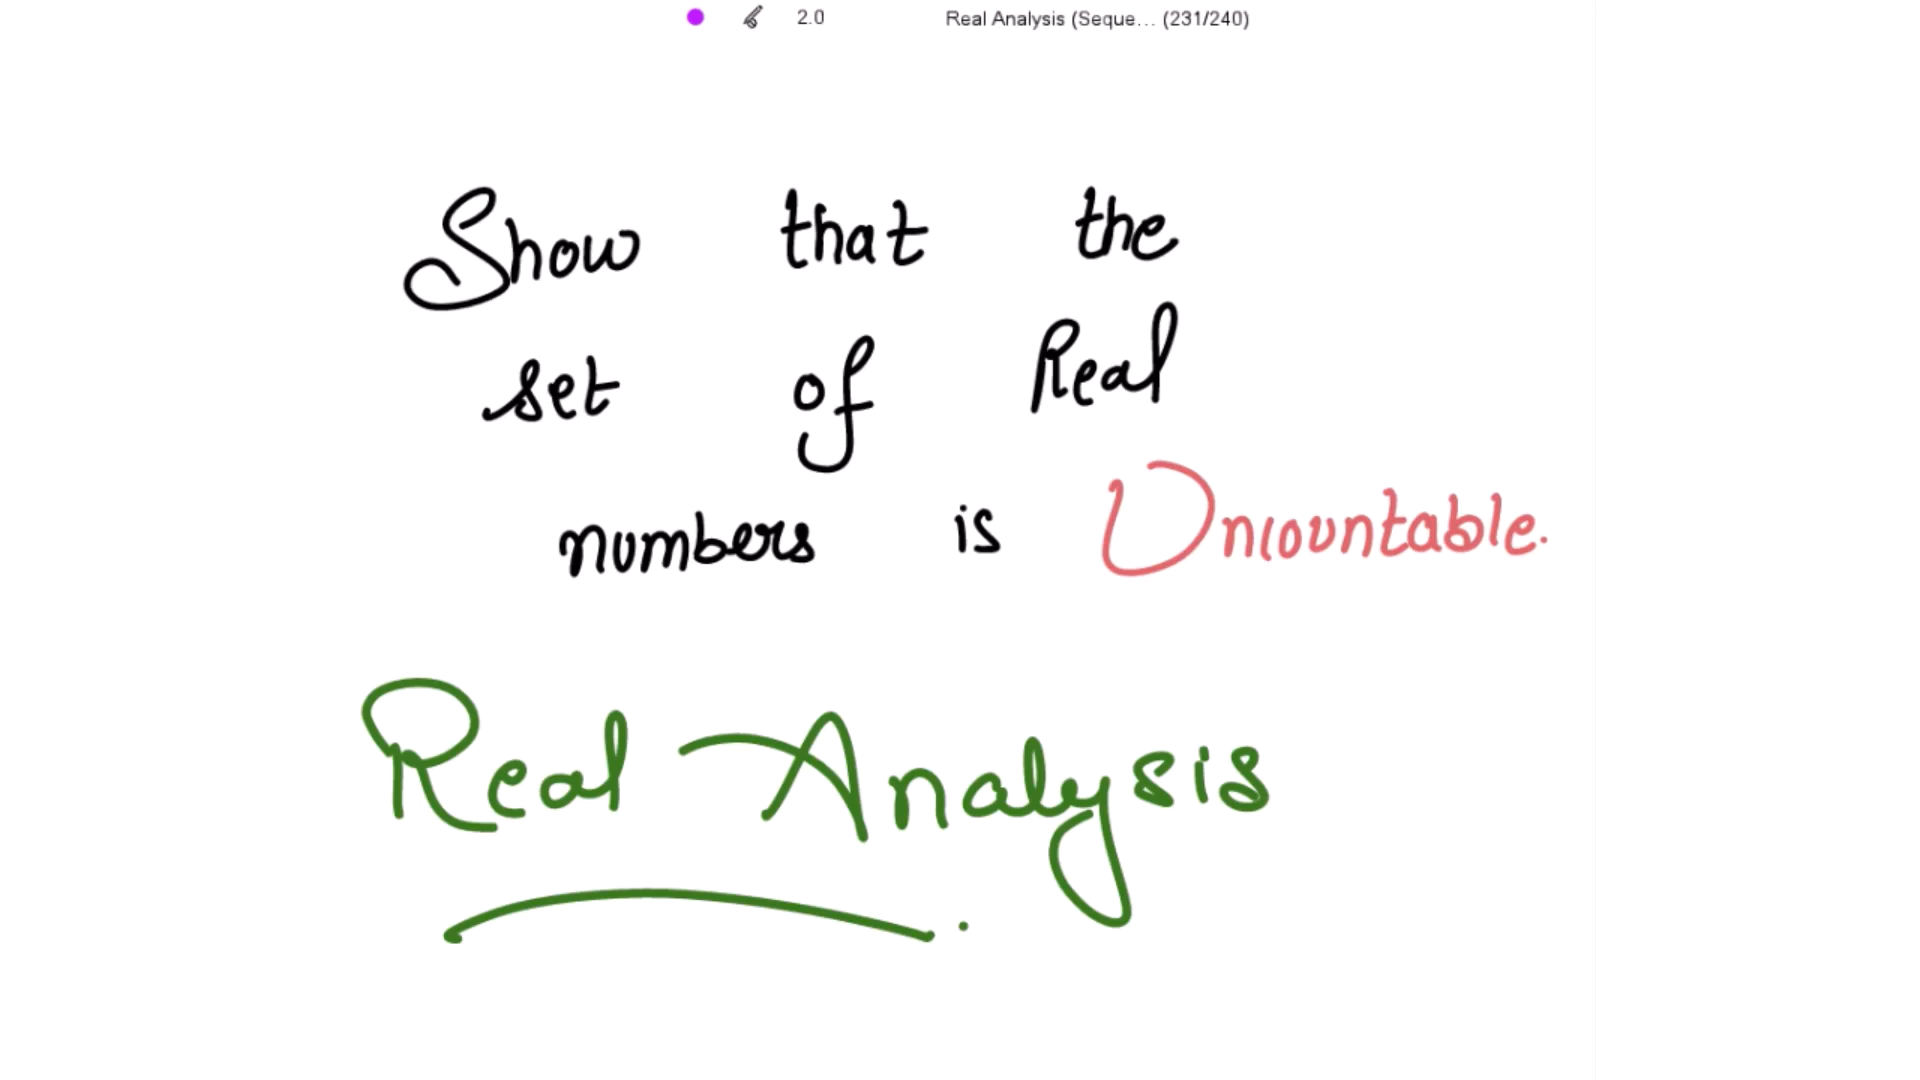 2.0 Real Analysis (Seque... (231/240)
Show that the
set of Real
numbers is Uncountable.
Real Analysis